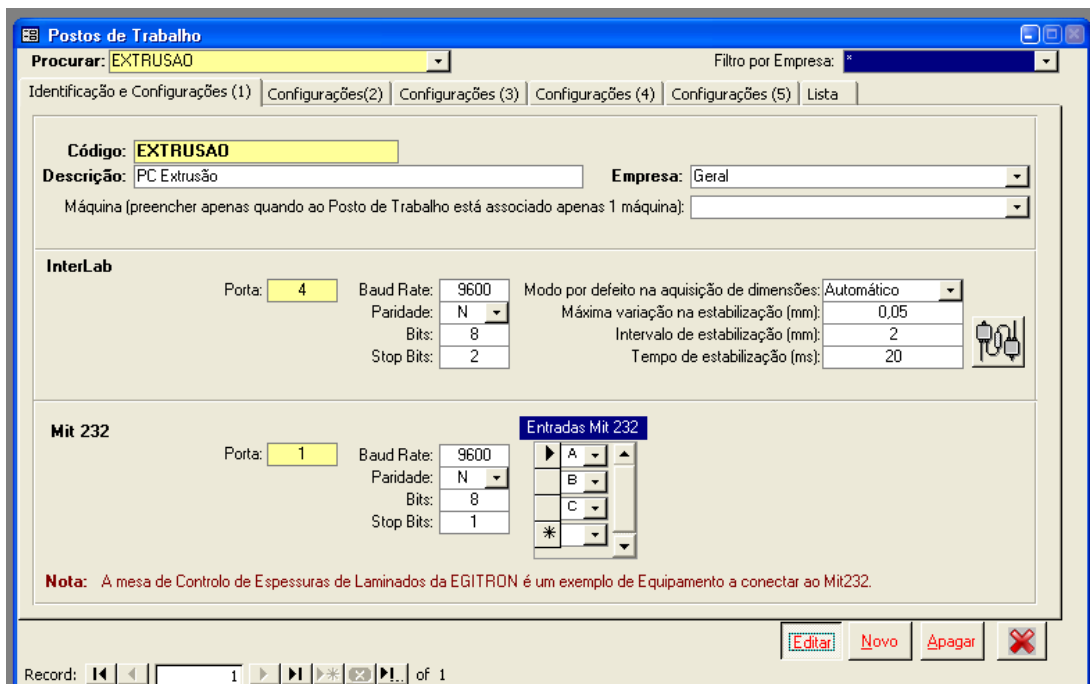 Postos de Trabalho
Procurar: EXTRUSAO Filtro por Empresa: *
Identificação e Configurações (1) Configurações(2) Configurações (3) Configurações (4) Configurações (5) Lista
Código: EXTRUSAO
Descrição: PC Extrusão Empresa: Geral
Máquina (preencher apenas quando ao Posto de Trabalho está associado apenas 1 máquina):
InterLab
Porta: 4 Baud Rate: 9600 Modo por defeito na aquisição de dimensões: Automático
Paridade: N Máxima variação na estabilização (mm): 0,05
Bits: 8 Intervalo de estabilização (mm): 2
Stop Bits: 2 Tempo de estabilização (ms): 20
Mit 232 Entradas Mit 232
Porta: 1 Baud Rate: 9600 A
Paridade: N B
Bits: 8 C
Stop Bits: 1
Nota: A mesa de Controlo de Espessuras de Laminados da EGITRON é um exemplo de Equipamento a conectar ao Mit232.
Editar Novo Apagar
Record: 1 of 1